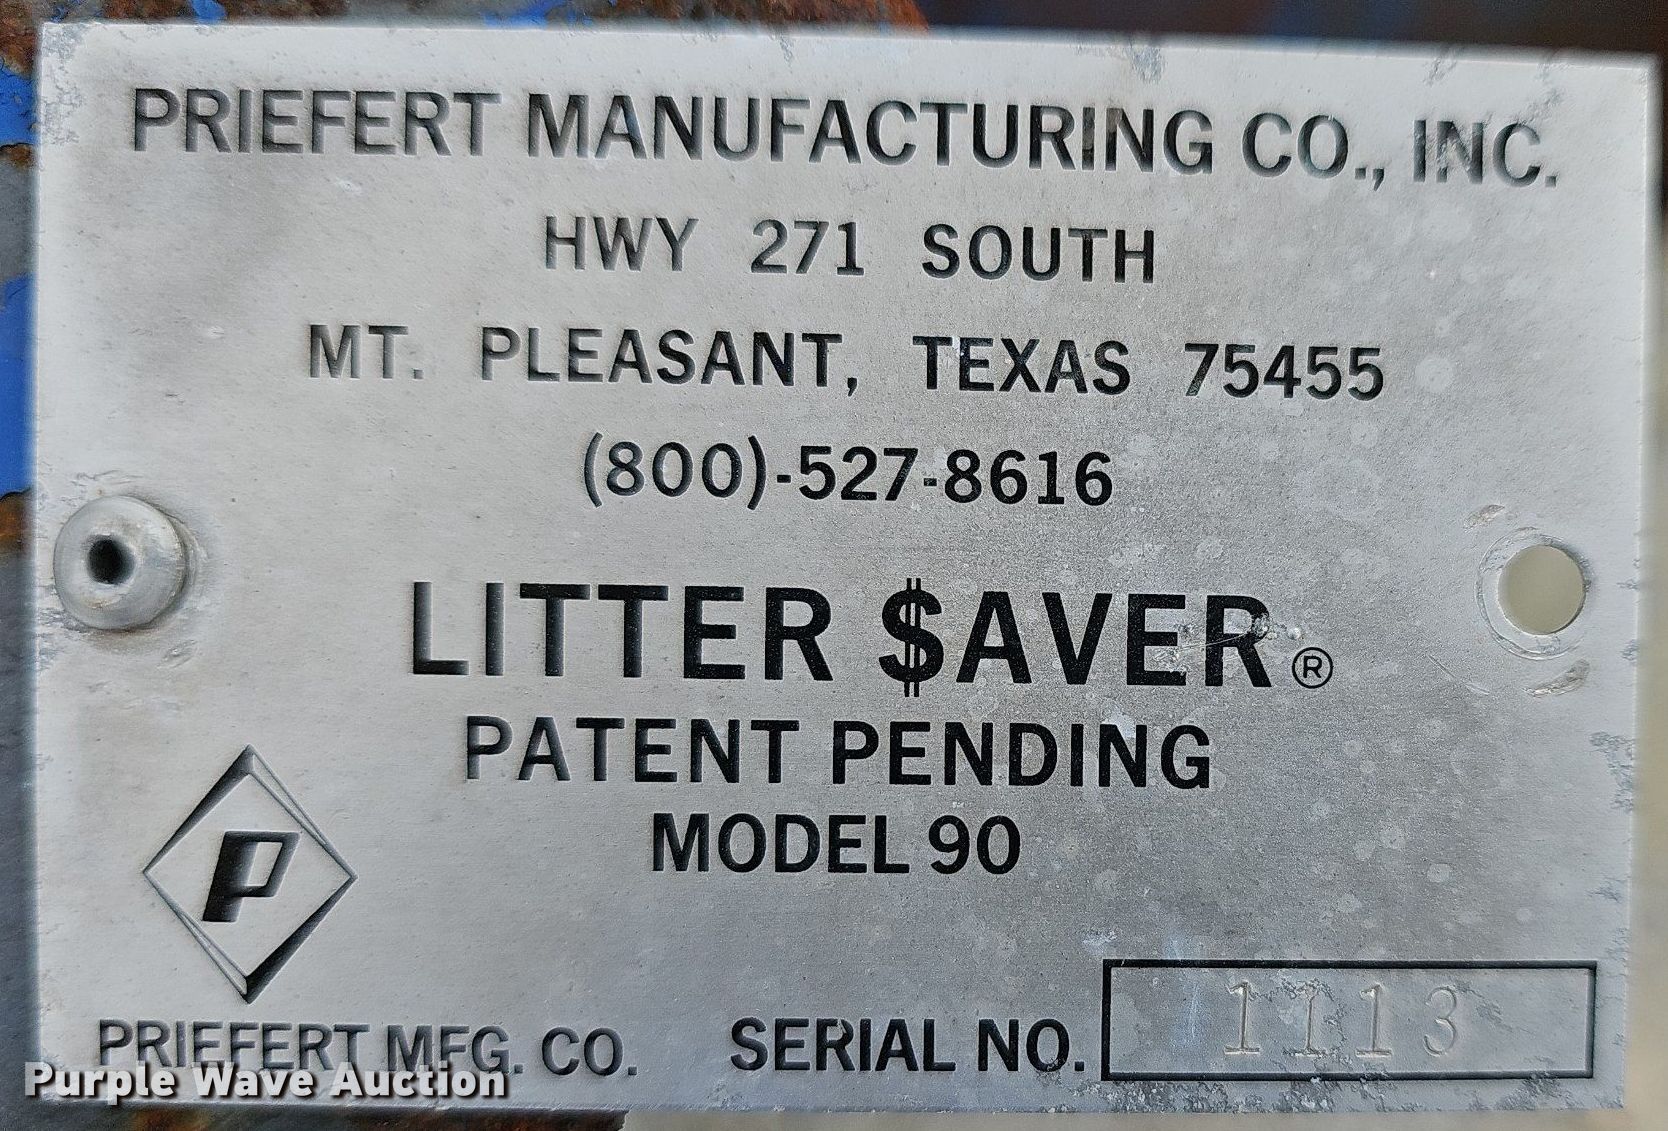 PRIEFERT MANUFACTURING CO., INC.
HWY 271 SOUTH
MT. PLEASANT, TEXAS 75455
(800)-527-8616
LITTER $AVER®
PATENT PENDING
MODEL 90
P
PRIEFERT MFG. CO.
SERIAL NO. 1113
Purple Wave Auction